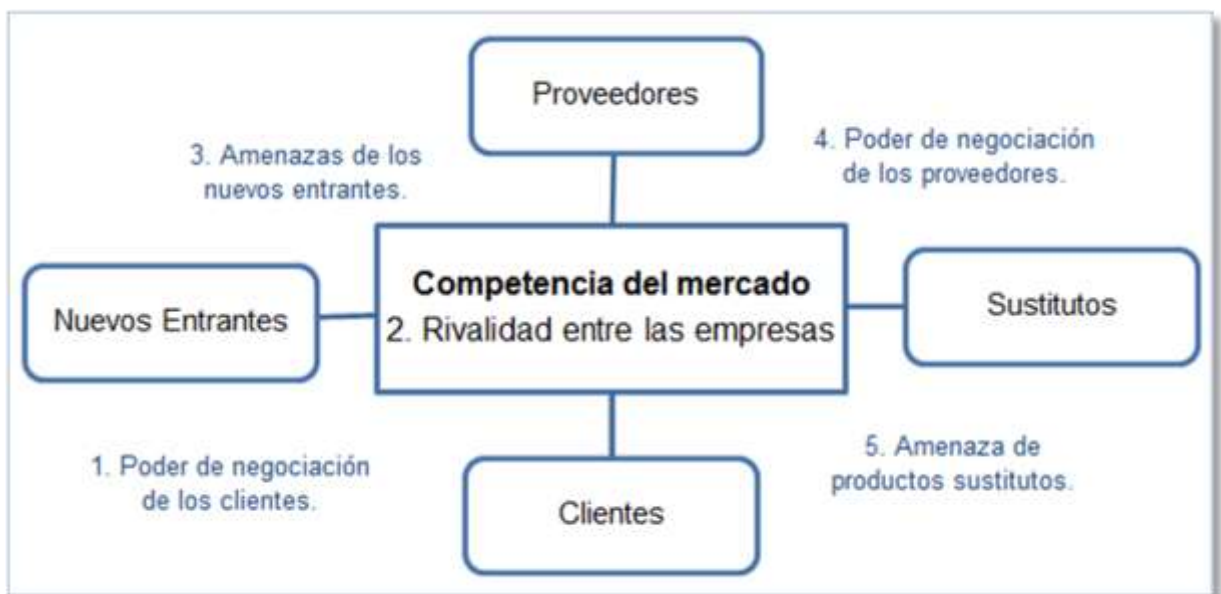 Proveedores
3. Amenazas de los
nuevos entrantes.
4. Poder de negociación
de los proveedores.
Competencia del mercado
2. Rivalidad entre las empresas
Nuevos Entrantes
Sustitutos
1. Poder de negociación
de los clientes.
5. Amenaza de
productos sustitutos.
Clientes